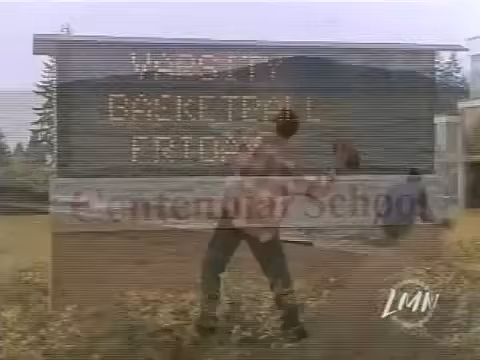 VARSITY
BASKETBALL
FRIDAY
Centennial School
LMN